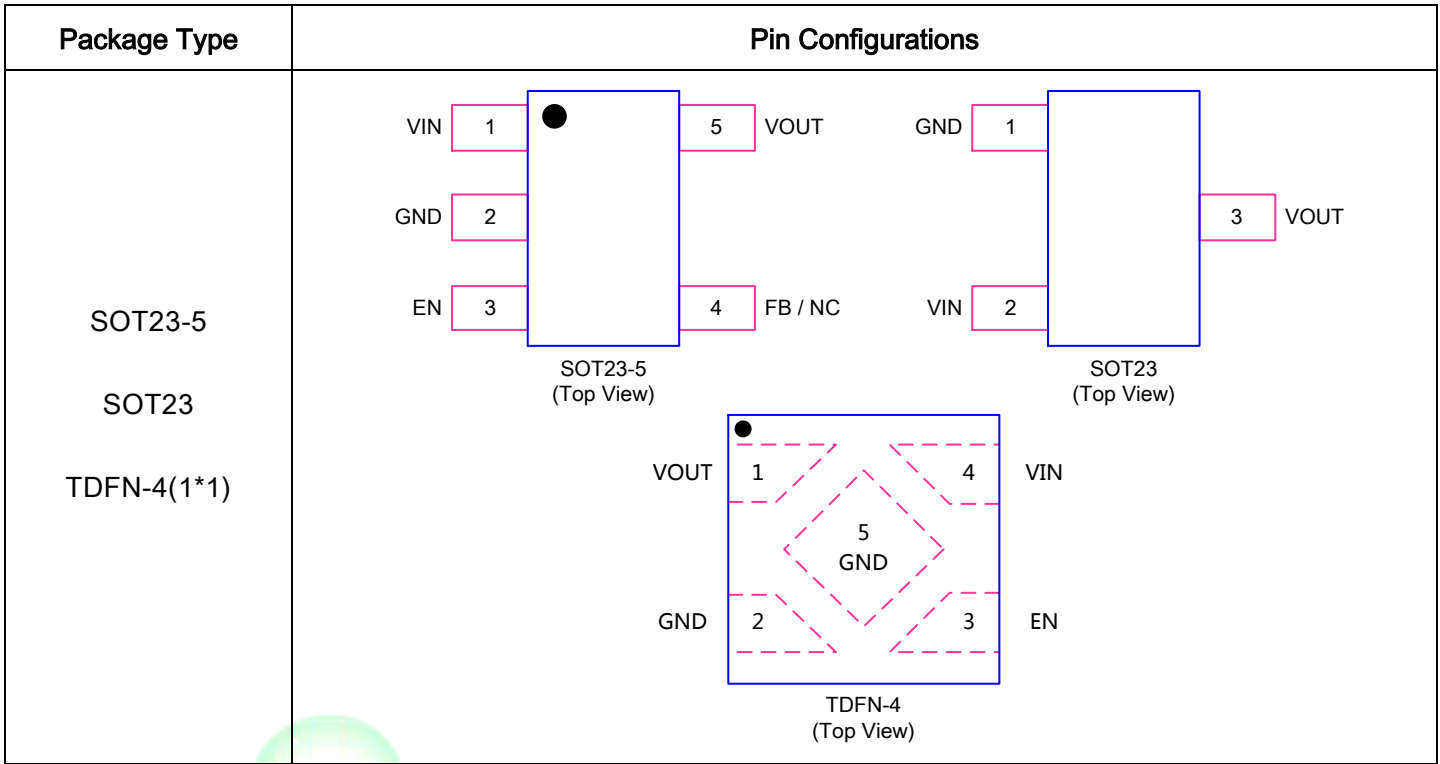 Package Type
Pin Configurations
SOT23-5
SOT23
TDFN-4(1*1)
VIN 1 5 VOUT
GND 2
EN 3 4 FB / NC
SOT23-5
(Top View)
GND 1
3 VOUT
VIN 2
SOT23
(Top View)
VOUT 1 4 VIN
5
GND
GND 2 3 EN
TDFN-4
(Top View)